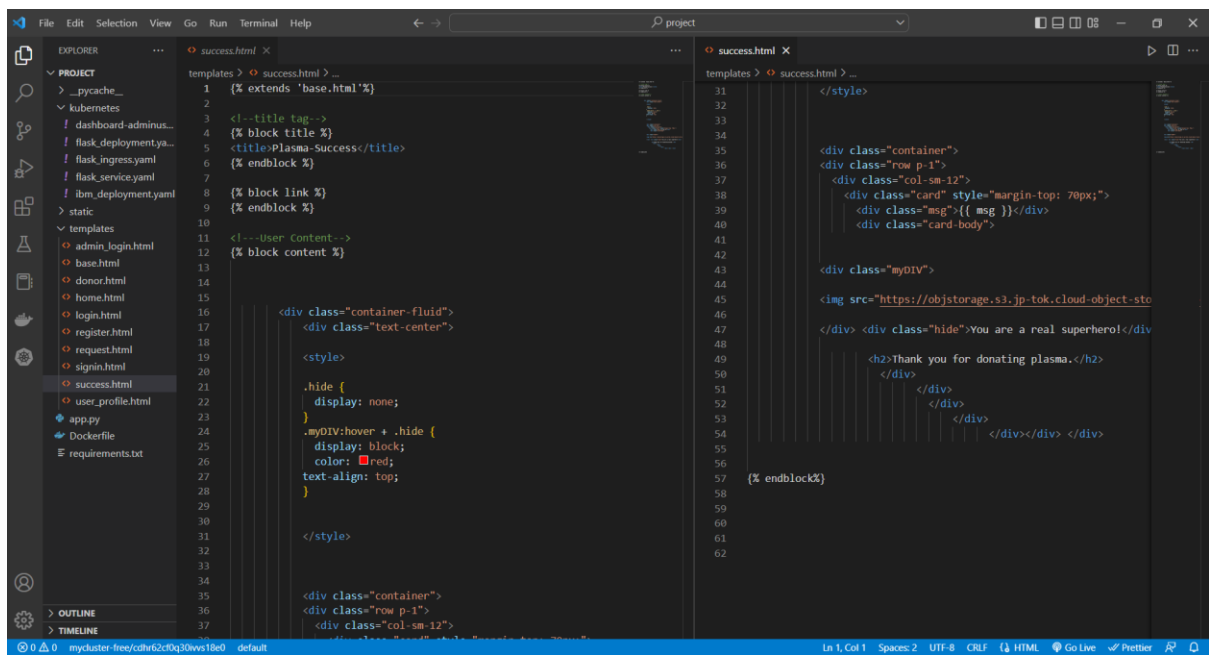 File Edit Selection View Go Run Terminal Help
project
EXPLORER
PROJECT
__pycache__
kubernetes
dashboard-adminus...
flask_deployment.ya...
flask_ingress.yaml
flask_service.yaml
ibm_deployment.yaml
static
templates
admin_login.html
base.html
donor.html
home.html
login.html
register.html
request.html
signin.html
success.html
user_profile.html
app.py
Dockerfile
requirements.txt
OUTLINE
TIMELINE
success.html
templates > success.html > ...
1 {% extends 'base.html'%}
2
3 <!--title tag-->
4 {% block title %}
5 <title>Plasma-Success</title>
6 {% endblock %}
7
8 {% block link %}
9 {% endblock %}
10
11 <!---User Content-->
12 {% block content %}
13
14
15
16 <div class="container-fluid">
17 <div class="text-center">
18
19 <style>
20
21 .hide {
22 display: none;
23 }
24 .myDIV:hover + .hide {
25 display: block;
26 color: red;
27 text-align: top;
28 }
29
30
31 </style>
32
33
34
35 <div class="container">
36 <div class="row p-1">
37 <div class="col-sm-12">
success.html
templates > success.html > ...
31 </style>
32
33
34
35 <div class="container">
36 <div class="row p-1">
37 <div class="col-sm-12">
38 <div class="card" style="margin-top: 70px;">
39 <div class="msg">{{ msg }}</div>
40 <div class="card-body">
41
42
43 <div class="myDIV">
44
45 <img src="https://objstorage.s3.jp-tok.cloud-object-sto
46
47 </div> <div class="hide">You are a real superhero!</div
48
49 <h2>Thank you for donating plasma.</h2>
50 </div>
51 </div>
52 </div>
53 </div>
54 </div></div> </div>
55
56
57 {% endblock%}
58
59
60
61
62
0 0 mycluster-free/cdhr62cf0q30ivvs18e0 default
Ln 1, Col 1 Spaces: 2 UTF-8 CRLF HTML Go Live Prettier